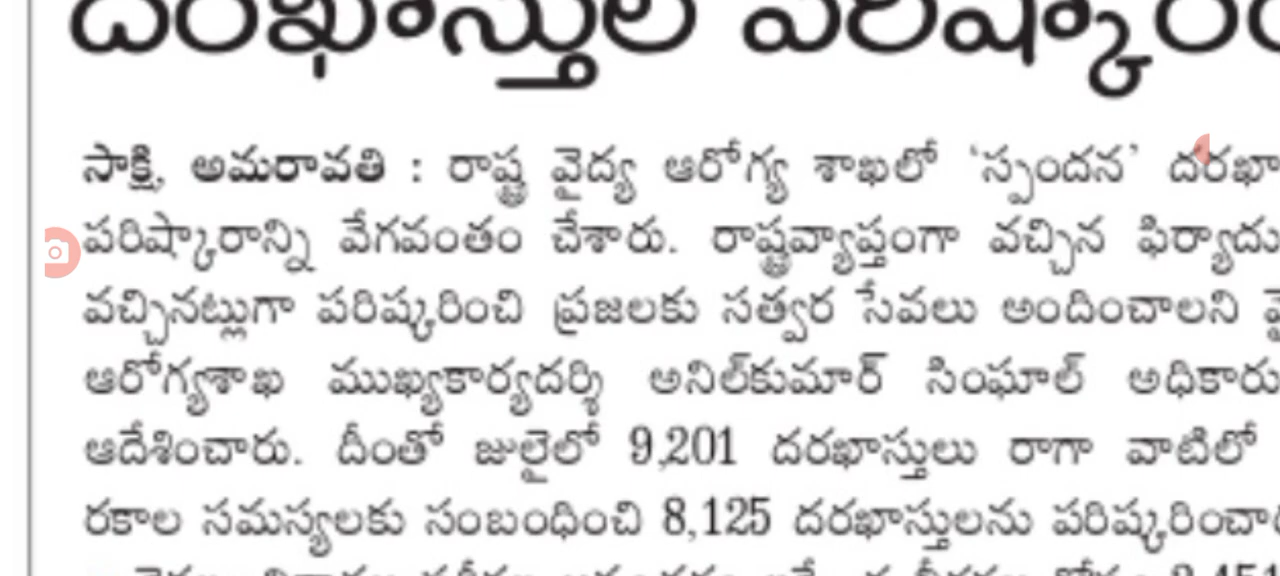 దరఖాస్తుల పరిష్కారం
సాక్షి, అమరావతి : రాష్ట్ర వైద్య ఆరోగ్య శాఖలో ‘స్పందన’ దరఖా
పరిష్కారాన్ని వేగవంతం చేశారు. రాష్ట్రవ్యాప్తంగా వచ్చిన ఫిర్యాదు
వచ్చినట్లుగా పరిష్కరించి ప్రజలకు సత్వర సేవలు అందించాలని వై
ఆరోగ్యశాఖ ముఖ్యకార్యదర్శి అనిల్‌కుమార్ సింఘాల్ అధికారు
ఆదేశించారు. దీంతో జులైలో 9,201 దరఖాస్తులు రాగా వాటిలో
రకాల సమస్యలకు సంబంధించి 8,125 దరఖాస్తులను పరిష్కరించా